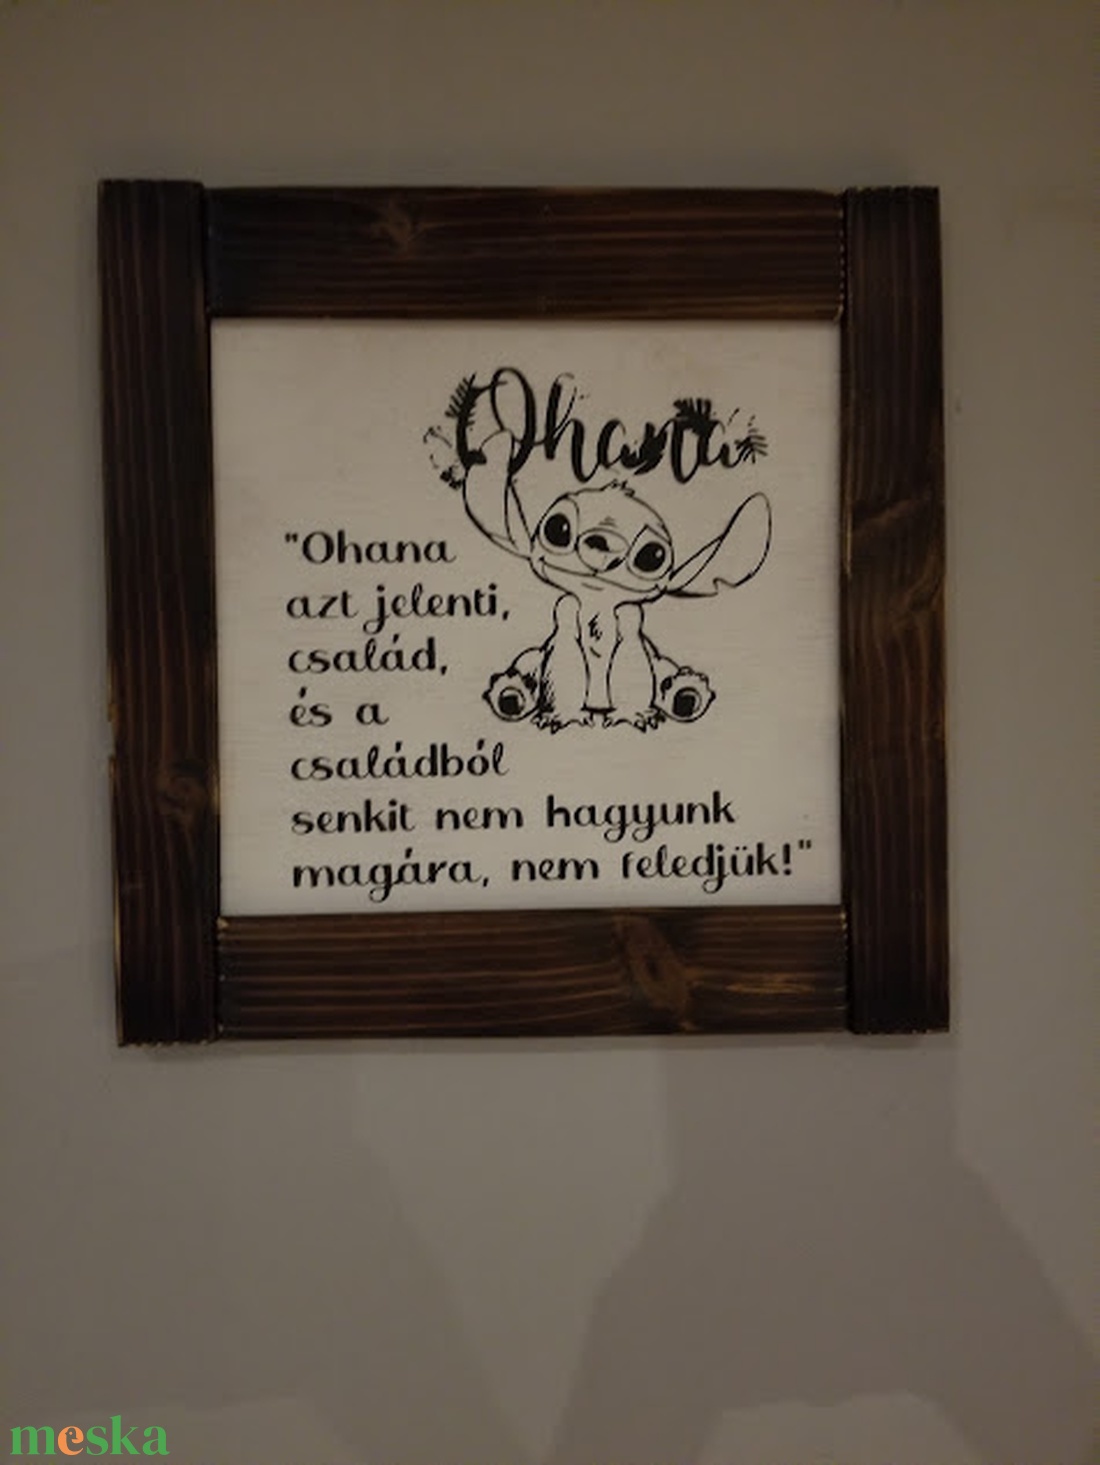 Ohana
"Ohana
azt jelenti,
család,
és a
családból
senkit nem hagyunk
magára, nem feledjük!"
meska